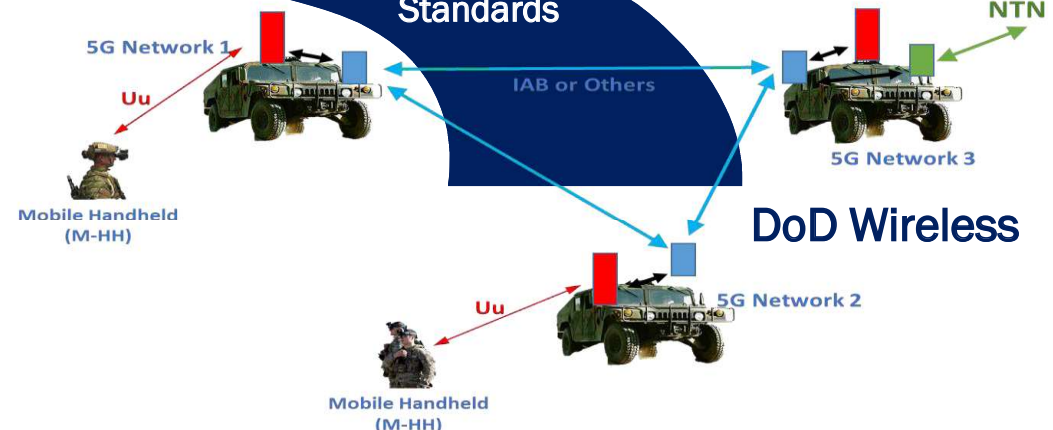 Standards
NTN
5G Network 1
Uu
IAB or Others
5G Network 3
Mobile Handheld
(M-HH)
DoD Wireless
5G Network 2
Uu
Mobile Handheld
(M-HH)